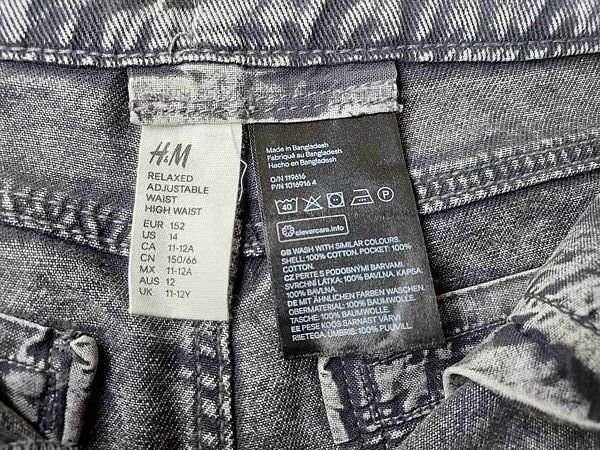 H&M
RELAXED
ADJUSTABLE
WAIST
HIGH WAIST
EUR 152
US 14
CA 11-12A
CN 150/66
MX 11-12A
AUS 12
UK 11-12Y
Made in Bangladesh
Fabriqué au Bangladesh
Hecho en Bangladesh
O/N 119616
P/N 1016916 4
40
clevercare.info
GB WASH WITH SIMILAR COLOURS.
SHELL: 100% COTTON. POCKET: 100%
COTTON.
CZ PERTE S PODOBNÝMI BARVAMI.
SVRCHNÍ LÁTKA: 100% BAVLNA, KAPSA:
100% BAVLNA.
DE MIT ÄHNLICHEN FARBEN WASCHEN.
OBERMATERIAL: 100% BAUMWOLLE.
TASCHE: 100% BAUMWOLLE.
EE PESE KOOS SARNAST VÄRVI
RIIETEGA. UMBRIS: 100% PUUVILL